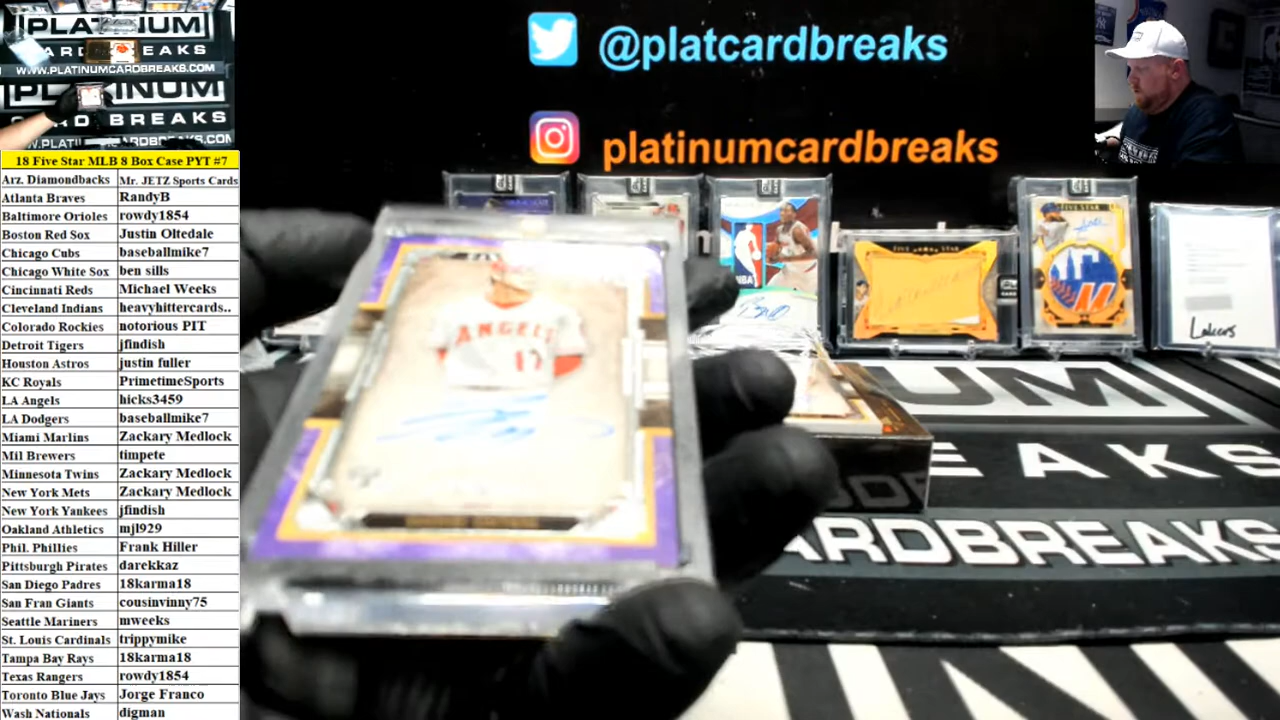 PLATINUM
CARD BREAKS
WWW.PLATINUMCARDBREAKS.COM
@platcardbreaks
platinumcardbreaks
18 Five Star MLB 8 Box Case PYT #7
Arz. Diamondbacks Mr. JETZ Sports Cards
Atlanta Braves RandyB
Baltimore Orioles rowdy1854
Boston Red Sox Justin Oltedale
Chicago Cubs baseballmike7
Chicago White Sox ben sills
Cincinnati Reds Michael Weeks
Cleveland Indians heavyhittercards..
Colorado Rockies notorious PIT
Detroit Tigers jfindish
Houston Astros justin fuller
KC Royals PrimetimeSports
LA Angels hicks3459
LA Dodgers baseballmike7
Miami Marlins Zackary Medlock
Mil Brewers timpete
Minnesota Twins Zackary Medlock
New York Mets Zackary Medlock
New York Yankees jfindish
Oakland Athletics mjl929
Phil. Phillies Frank Hiller
Pittsburgh Pirates darekkaz
San Diego Padres 18karma18
San Fran Giants cousinvinny75
Seattle Mariners mweeks
St. Louis Cardinals trippymike
Tampa Bay Rays 18karma18
Texas Rangers rowdy1854
Toronto Blue Jays Jorge Franco
Wash Nationals digman
ANGELS
17
FIVE STAR
FIVE STAR
NBA
M
Lakers
UM
EAKS
ARDBREAKS